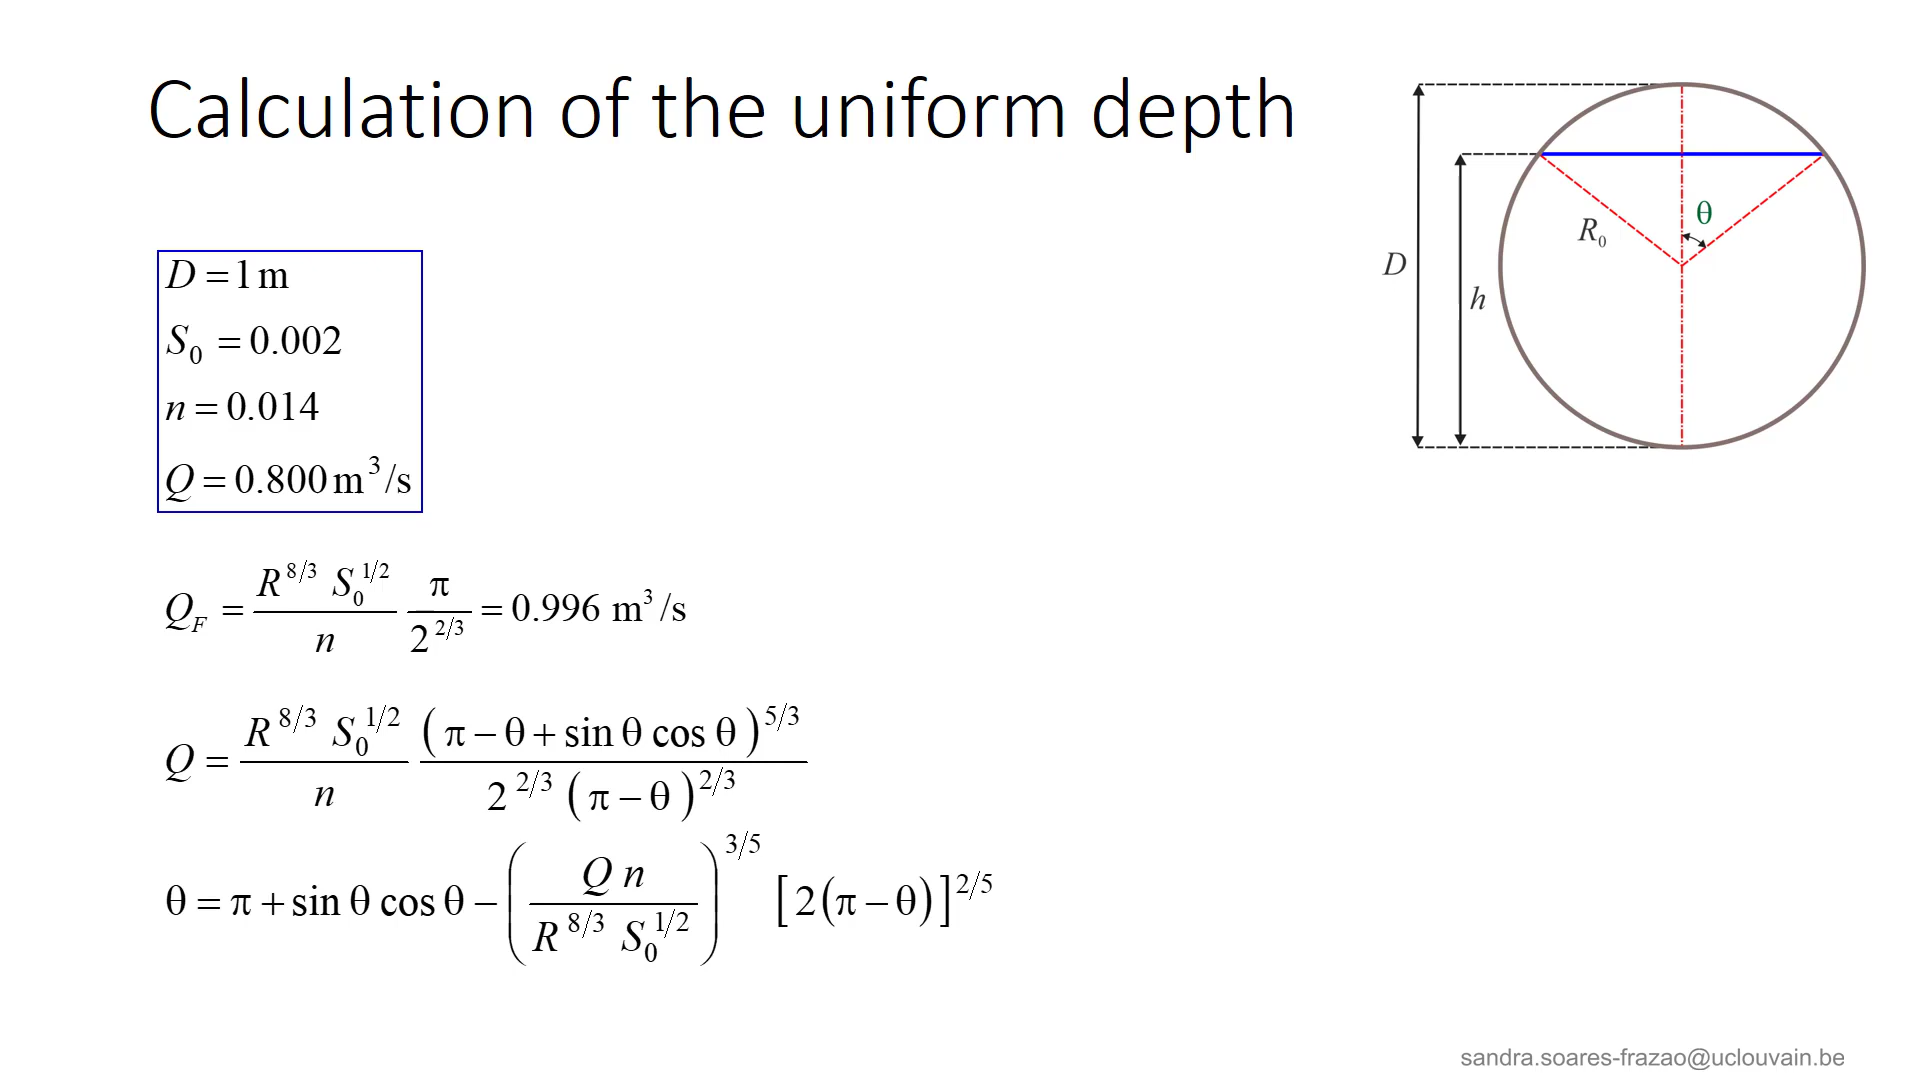 Calculation of the uniform depth
D = 1 m
S₀ = 0.002
n = 0.014
Q = 0.800 m³/s
Q_F = (R^(8/3) S₀^(1/2) / n) (π / 2^(2/3)) = 0.996 m³/s
Q = (R^(8/3) S₀^(1/2) / n) ((π − θ + sin θ cos θ)^(5/3) / (2^(2/3) (π − θ)^(2/3)))
θ = π + sin θ cos θ − (Q n / (R^(8/3) S₀^(1/2)))^(3/5) [2(π − θ)]^(2/5)
θ
R₀
D
h
sandra.soares-frazao@uclouvain.be